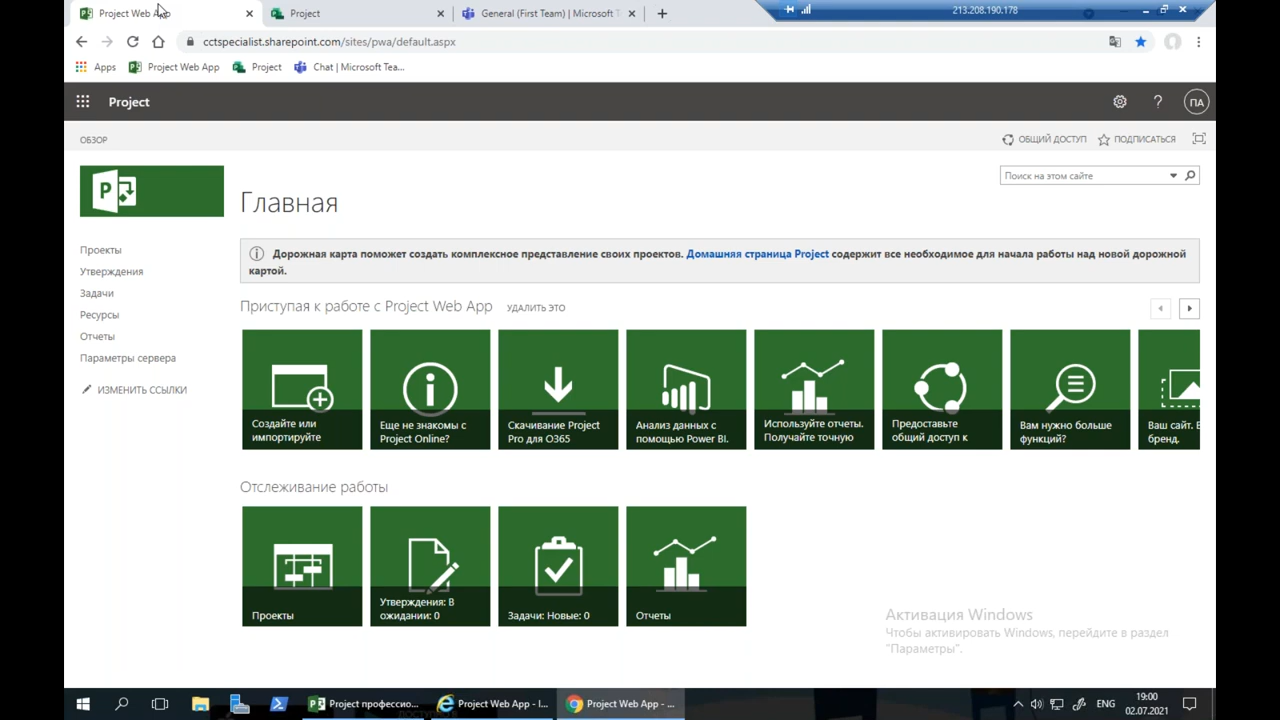 Project Web App
Project
General (First Team) | Microsoft T
213.208.190.178
cctspecialist.sharepoint.com/sites/pwa/default.aspx
Apps
Project Web App
Project
Chat | Microsoft Tea...
Project
?
ПА
ОБЗОР
ОБЩИЙ ДОСТУП
ПОДПИСАТЬСЯ
Поиск на этом сайте
Главная
Проекты
Утверждения
Задачи
Ресурсы
Отчеты
Параметры сервера
ИЗМЕНИТЬ ССЫЛКИ
Дорожная карта поможет создать комплексное представление своих проектов. Домашняя страница Project содержит все необходимое для начала работы над новой дорожной
картой.
Приступая к работе с Project Web App
УДАЛИТЬ ЭТО
Создайте или
импортируйте
Еще не знакомы с
Project Online?
Скачивание Project
Pro для O365
Анализ данных с
помощью Power BI.
Используйте отчеты.
Получайте точную
Предоставьте
общий доступ к
Вам нужно больше
функций?
Ваш сайт. В
бренд.
Отслеживание работы
Проекты
Утверждения: В
ожидании: 0
Задачи: Новые: 0
Отчеты
Активация Windows
Чтобы активировать Windows, перейдите в раздел
"Параметры".
Project профессио...
Project Web App - I...
Project Web App - ...
ENG
19:00
02.07.2021